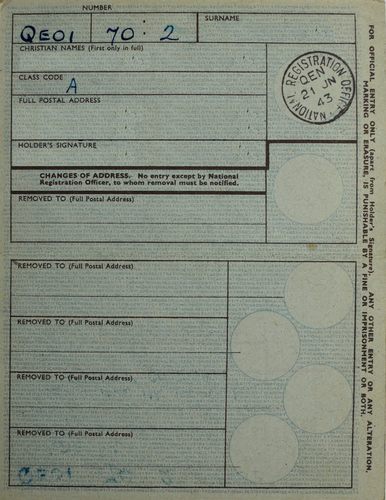 NUMBER
SURNAME
QEO1 70 · 2
CHRISTIAN NAMES (First only in full)
CLASS CODE
A
FULL POSTAL ADDRESS
HOLDER'S SIGNATURE
CHANGES OF ADDRESS. No entry except by National
Registration Officer, to whom removal must be notified.
REMOVED TO (Full Postal Address)
REMOVED TO (Full Postal Address)
REMOVED TO (Full Postal Address)
REMOVED TO (Full Postal Address)
REMOVED TO (Full Postal Address)
NATIONAL REGISTRATION OFFICE
QEN
21 JN
43
FOR OFFICIAL ENTRY ONLY (apart from Holder's Signature). ANY OTHER ENTRY OR ANY ALTERATION,
MARKING OR ERASURE, IS PUNISHABLE BY A FINE OR IMPRISONMENT OR BOTH.